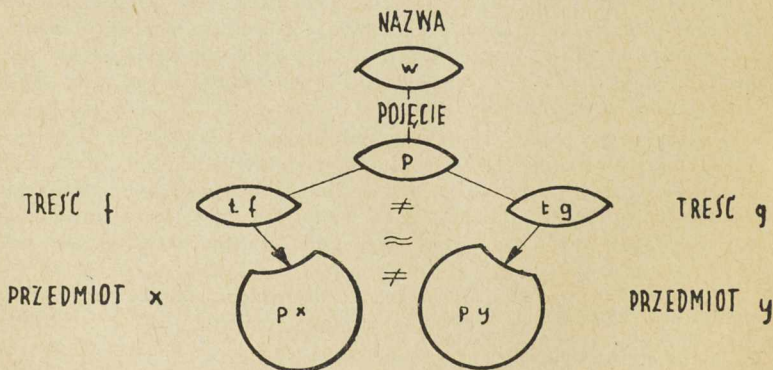 NAZWA
w
POJĘCIE
p
TREŚĆ f
t f
≠
t g
TREŚĆ g
≈
PRZEDMIOT x
p x
≠
p y
PRZEDMIOT y